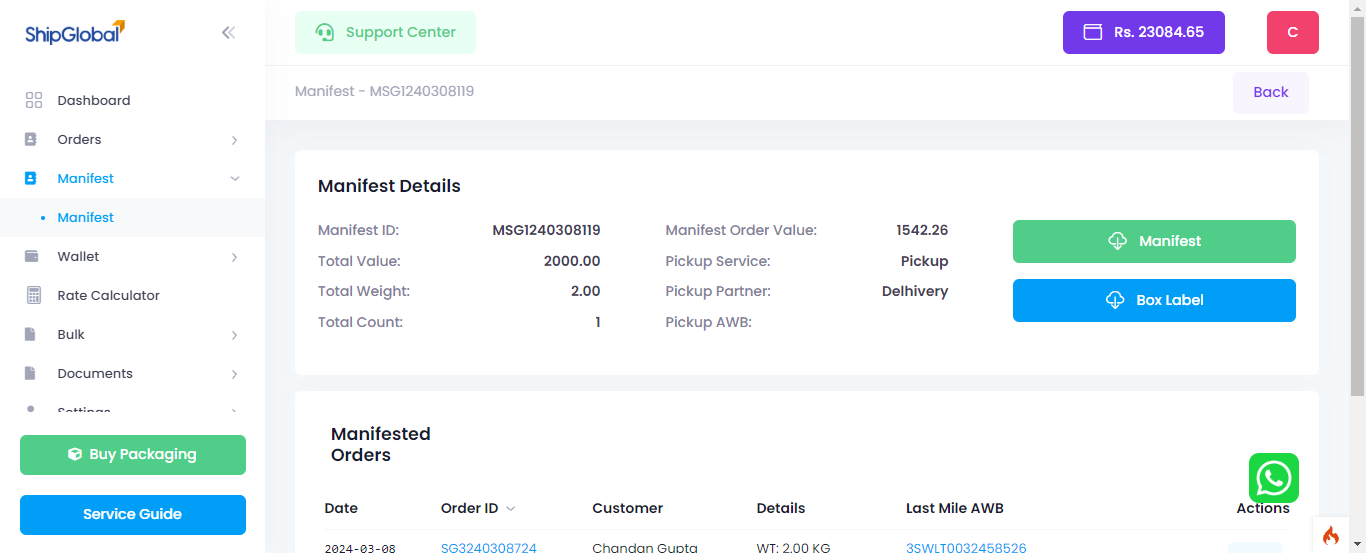 ShipGlobal
Support Center
Rs. 23084.65
C
Manifest - MSG1240308119
Back
Dashboard
Orders
Manifest
Manifest
Wallet
Rate Calculator
Bulk
Documents
Settings
Buy Packaging
Service Guide
Manifest Details
Manifest ID: MSG1240308119
Total Value: 2000.00
Total Weight: 2.00
Total Count: 1
Manifest Order Value: 1542.26
Pickup Service: Pickup
Pickup Partner: Delhivery
Pickup AWB:
Manifest
Box Label
Manifested
Orders
Date Order ID Customer Details Last Mile AWB Actions
2024-03-08 SG3240308724 Chandan Gupta WT: 2.00 KG 3SWLT0032458526